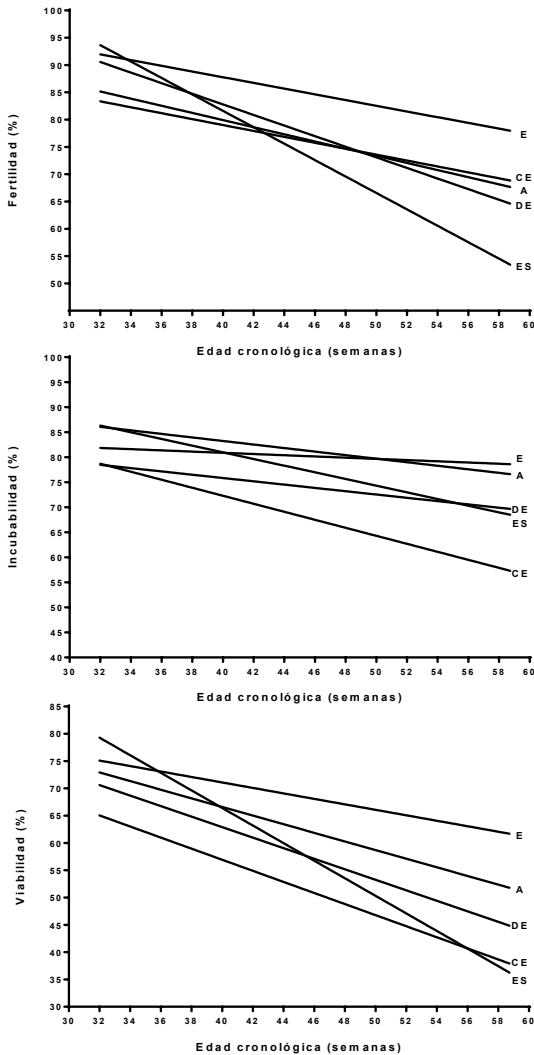 100
95
90
85
80
75
70
65
60
55
50
Fertilidad (%)
E
CE
A
DE
ES
30 32 34 36 38 40 42 44 46 48 50 52 54 56 58 60
Edad cronológica (semanas)
100
95
90
85
80
75
70
65
60
55
50
45
40
Incubabilidad (%)
E
A
DE
ES
CE
30 32 34 36 38 40 42 44 46 48 50 52 54 56 58 60
Edad cronológica (semanas)
85
80
75
70
65
60
55
50
45
40
35
30
Viabilidad (%)
E
A
DE
CE
ES
30 32 34 36 38 40 42 44 46 48 50 52 54 56 58 60
Edad cronológica (semanas)